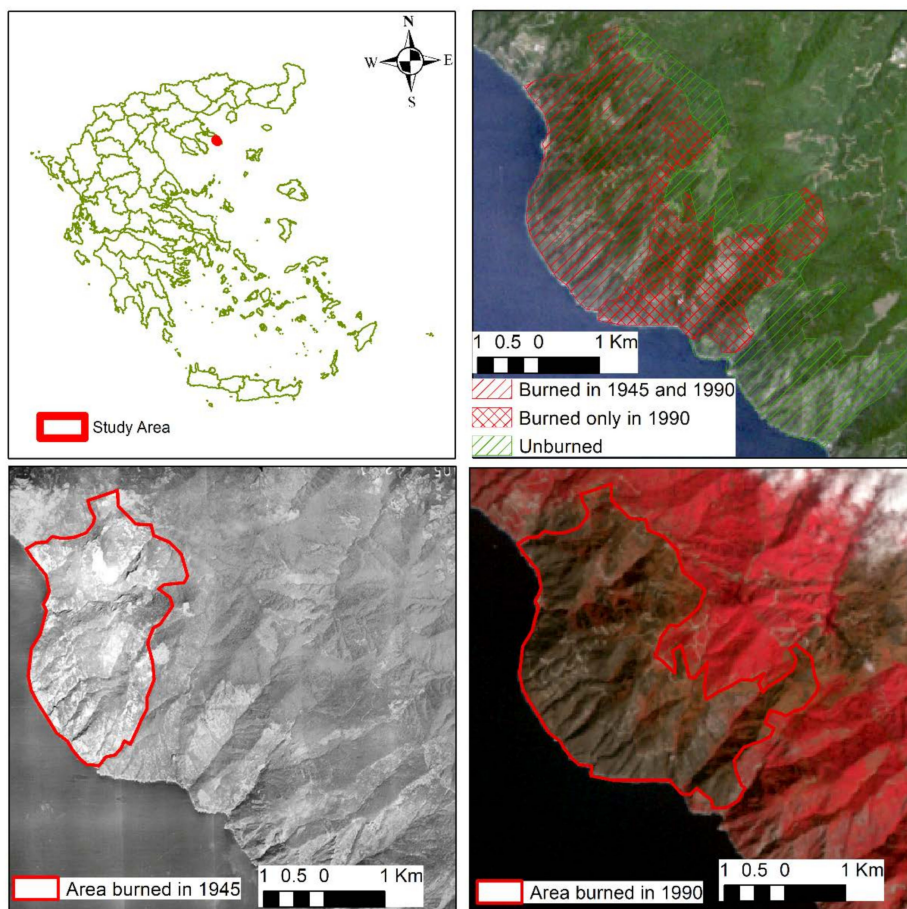 N
W E
S
Study Area
1 0.5 0 1 Km
Burned in 1945 and 1990
Burned only in 1990
Unburned
Area burned in 1945
1 0.5 0 1 Km
Area burned in 1990
1 0.5 0 1 Km